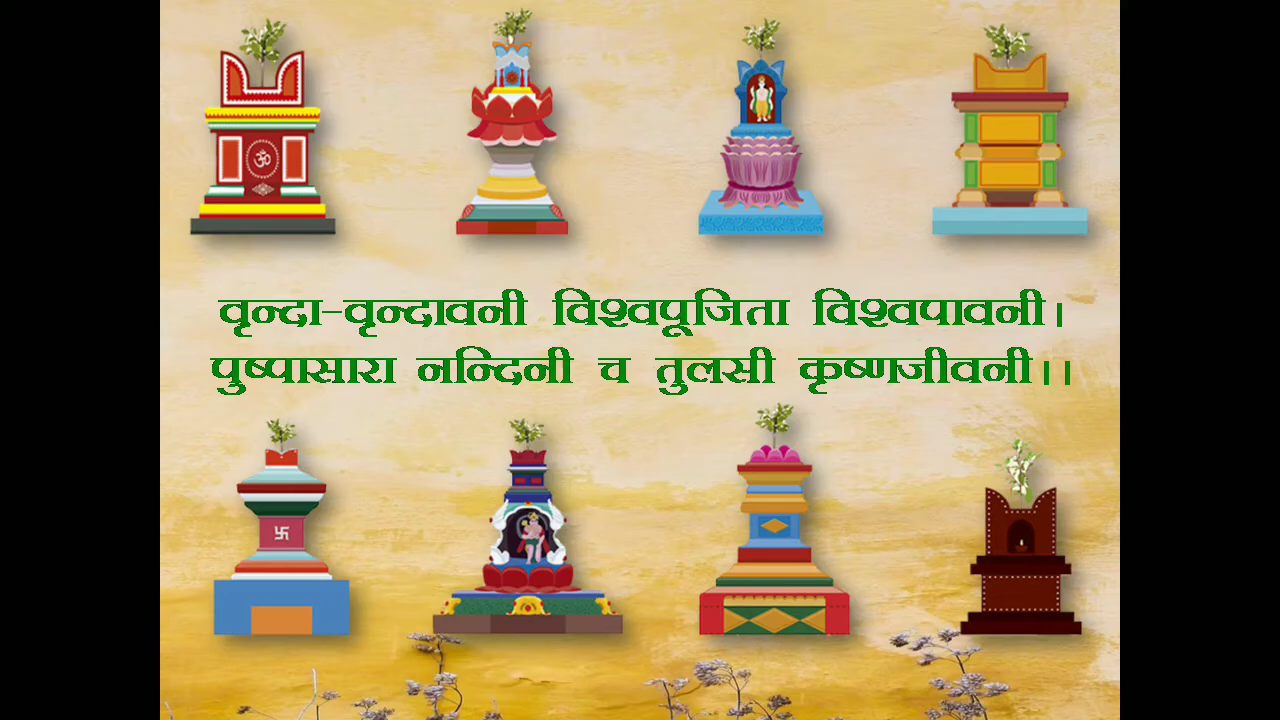 ॐ
वृन्दा-वृन्दावनी विश्वपूजिता विश्वपावनी।
पुष्पासारा नन्दिनी च तुलसी कृष्णजीवनी।।